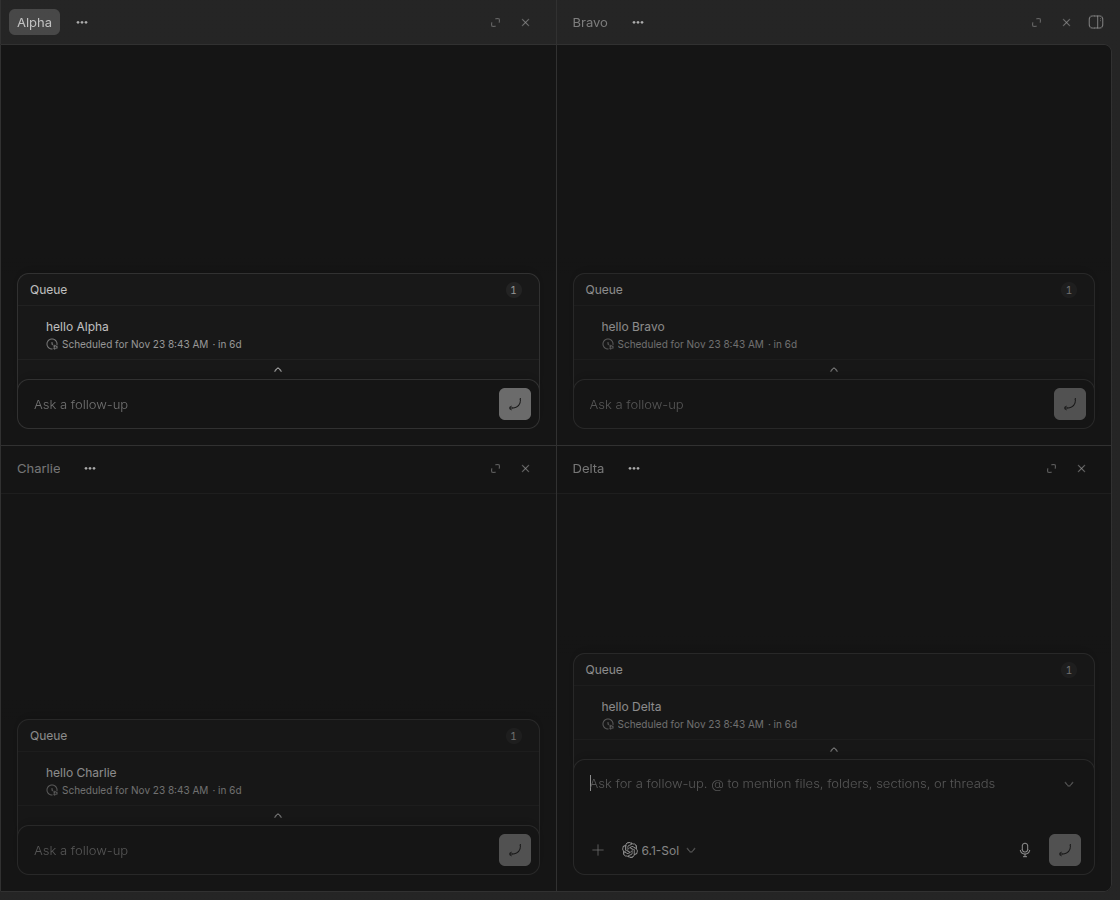 Alpha
Bravo
Queue
1
hello Alpha
Scheduled for Nov 23 8:43 AM · in 6d
Ask a follow-up
Queue
1
hello Bravo
Scheduled for Nov 23 8:43 AM · in 6d
Ask a follow-up
Charlie
Delta
Queue
1
hello Charlie
Scheduled for Nov 23 8:43 AM · in 6d
Ask a follow-up
Queue
1
hello Delta
Scheduled for Nov 23 8:43 AM · in 6d
Ask for a follow-up. @ to mention files, folders, sections, or threads
6.1-Sol